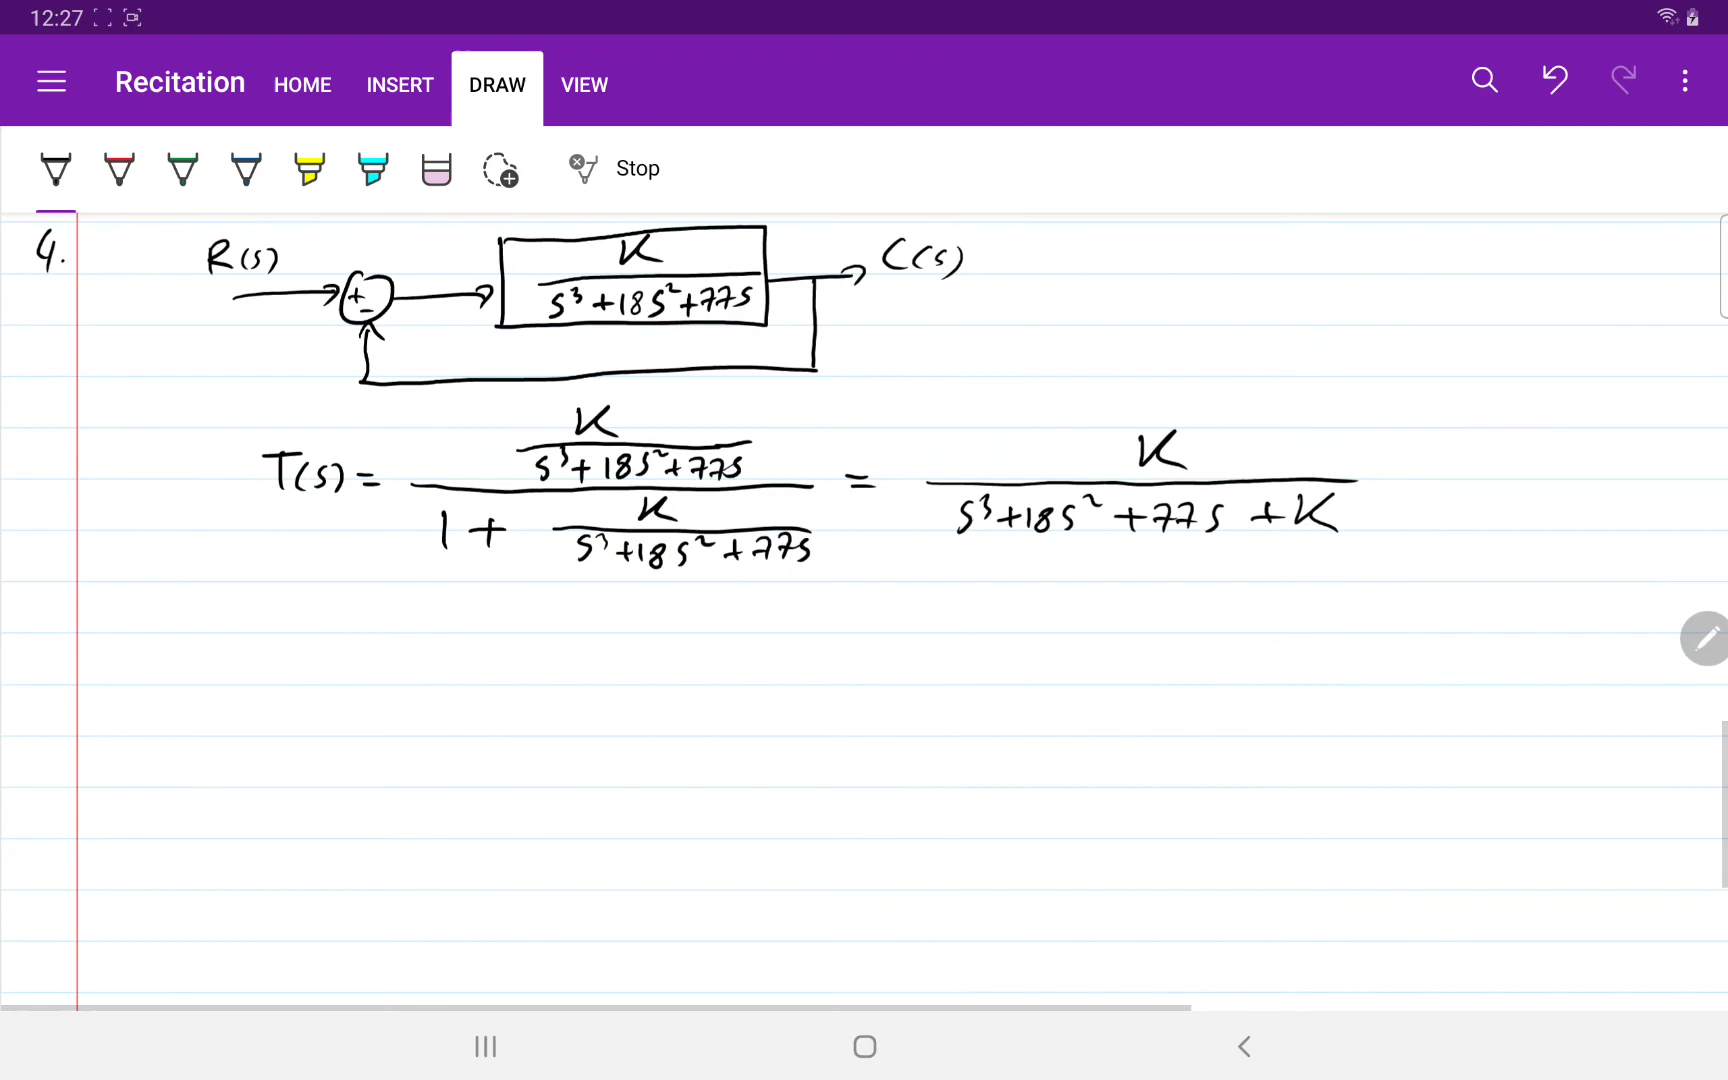 12:27
Recitation HOME INSERT DRAW VIEW
Stop
4.
R(s)
+
-
K
s³+18s²+77s
C(s)
T(s) = K/(s³+18s²+77s) / (1 + K/(s³+18s²+77s)) = K/(s³+18s²+77s+K)